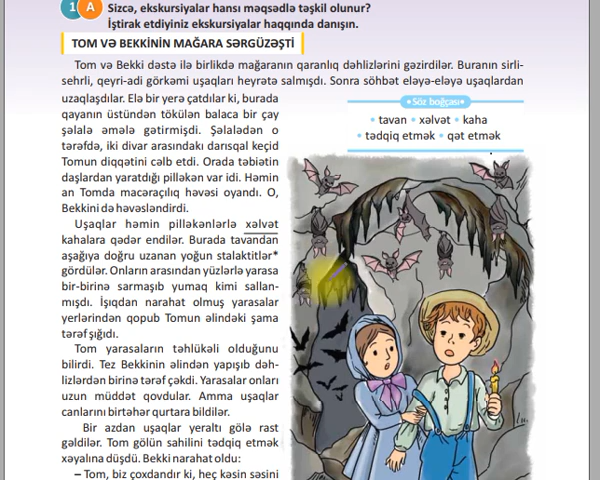 1 A Sizcə, ekskursiyalar hansı məqsədlə təşkil olunur?
İştirak etdiyiniz ekskursiyalar haqqında danışın.
TOM VƏ BEKKİNİN MAĞARA SƏRGÜZƏŞTİ
Tom və Bekki dəstə ilə birlikdə mağaranın qaranlıq dəhlizlərini gəzirdilər. Buranın sirli-
sehrli, qeyri-adi görkəmi uşaqları heyrətə salmışdı. Sonra söhbət eləyə-eləyə uşaqlardan
uzaqlaşdılar. Elə bir yerə çatdılar ki, burada
qayanın üstündən tökülən balaca bir çay
şəlalə əmələ gətirmişdi. Şəlalədən o
tərəfdə, iki divar arasındakı darısqal keçid
Tomun diqqətini cəlb etdi. Orada təbiətin
daşlardan yaratdığı pilləkən var idi. Həmin
an Tomda macəraçılıq həvəsi oyandı. O,
Bekkini də həvəsləndirdi.
Uşaqlar həmin pilləkənlərlə xəlvət
kahalara qədər endilər. Burada tavandan
aşağıya doğru uzanan yoğun stalaktitlər*
gördülər. Onların arasından yüzlərlə yarasa
bir-birinə sarmaşıb yumaq kimi sallan-
mışdı. İşıqdan narahat olmuş yarasalar
yerlərindən qopub Tomun əlindəki şama
tərəf şığıdı.
Tom yarasaların təhlükəli olduğunu
bilirdi. Tez Bekkinin əlindən yapışıb dəh-
lizlərdən birinə tərəf çəkdi. Yarasalar onları
uzun müddət qovdular. Amma uşaqlar
canlarını birtəhər qurtara bildilər.
Bir azdan uşaqlar yeraltı gölə rast
gəldilər. Tom gölün sahilini tədqiq etmək
xəyalına düşdü. Bekki narahat oldu:
– Tom, biz çoxdandır ki, heç kəsin səsini
• Söz boğçası •
• tavan • xəlvət • kaha
• tədqiq etmək • qət etmək